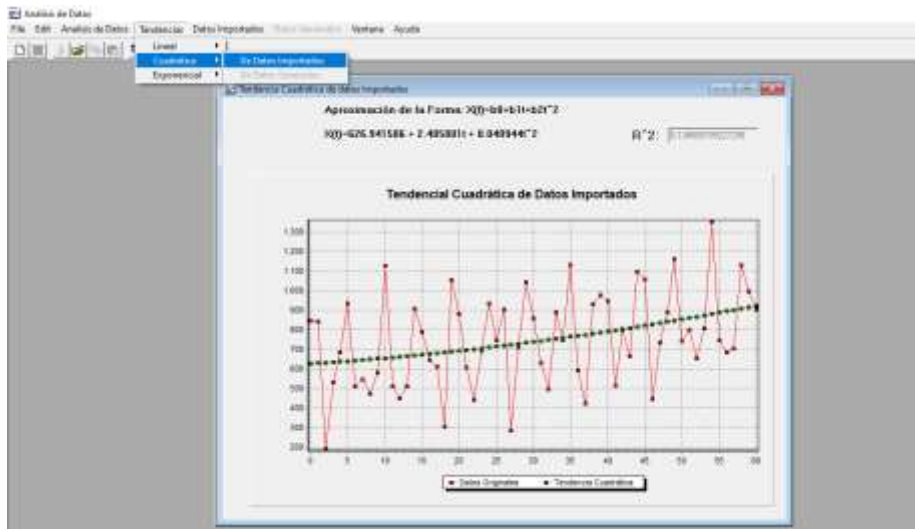 Analisis de Datos
File Edit Analisis de Datos Tendencias Datos Importados Ventana Ayuda
Lineal
Cuadrática De Datos Importados
Exponencial
Tendencia Cuadrática de datos Importados
Aproximación de la Forma: X(t)=b0+b1t+b2t^2
R^2:
Tendencial Cuadrática de Datos Importados
1.300
1.200
1.100
1.000
900
800
700
600
500
400
300
200
0 5 10 15 20 25 30 35 40 45 50 55 60
Datos Originales Tendencia Cuadrática